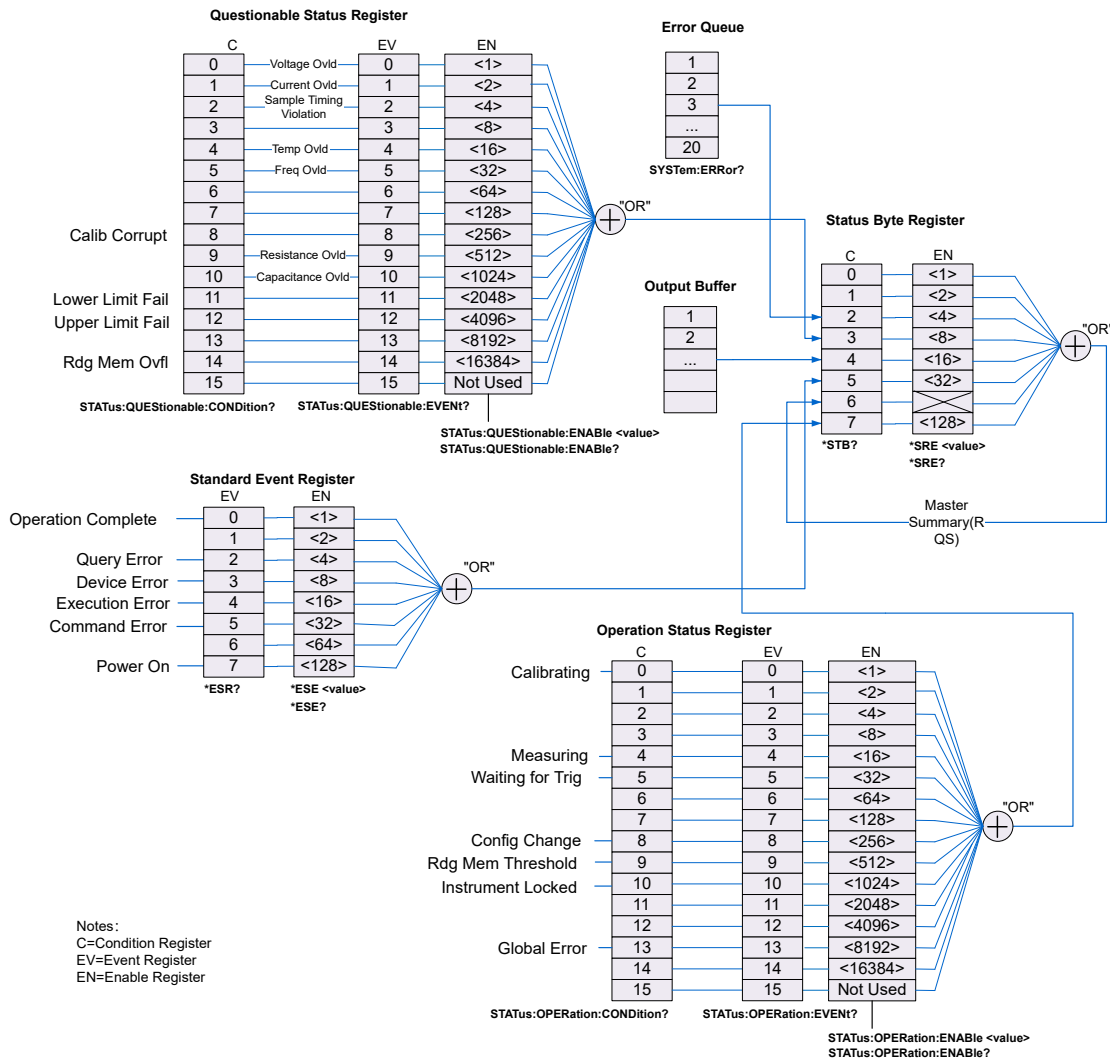 Questionable Status Register
C EV EN
0 Voltage Ovld 0 <1>
1 Current Ovld 1 <2>
2 Sample Timing Violation 2 <4>
3 3 <8>
4 Temp Ovld 4 <16>
5 Freq Ovld 5 <32>
6 6 <64>
7 7 <128>
Calib Corrupt 8 8 <256>
9 Resistance Ovld 9 <512>
10 Capacitance Ovld 10 <1024>
Lower Limit Fail 11 11 <2048>
Upper Limit Fail 12 12 <4096>
13 13 <8192>
Rdg Mem Ovfl 14 14 <16384>
15 15 Not Used
STATus:QUEStionable:CONDition?
STATus:QUEStionable:EVENt?
STATus:QUEStionable:ENABle <value>
STATus:QUEStionable:ENABle?
"OR"
Error Queue
1
2
3
...
20
SYSTem:ERRor?
Output Buffer
1
2
...
Status Byte Register
C EN
0 <1>
1 <2>
2 <4>
3 <8>
4 <16>
5 <32>
6
7 <128>
*STB?
*SRE <value>
*SRE?
"OR"
Master
Summary(R
QS)
Standard Event Register
EV EN
Operation Complete 0 <1>
1 <2>
Query Error 2 <4>
Device Error 3 <8>
Execution Error 4 <16>
Command Error 5 <32>
6 <64>
Power On 7 <128>
*ESR?
*ESE <value>
*ESE?
"OR"
Operation Status Register
C EV EN
Calibrating 0 0 <1>
1 1 <2>
2 2 <4>
3 3 <8>
Measuring 4 4 <16>
Waiting for Trig 5 5 <32>
6 6 <64>
7 7 <128>
Config Change 8 8 <256>
Rdg Mem Threshold 9 9 <512>
Instrument Locked 10 10 <1024>
11 11 <2048>
12 12 <4096>
Global Error 13 13 <8192>
14 14 <16384>
15 15 Not Used
STATus:OPERation:CONDition?
STATus:OPERation:EVENt?
STATus:OPERation:ENABle <value>
STATus:OPERation:ENABle?
"OR"
Notes:
C=Condition Register
EV=Event Register
EN=Enable Register